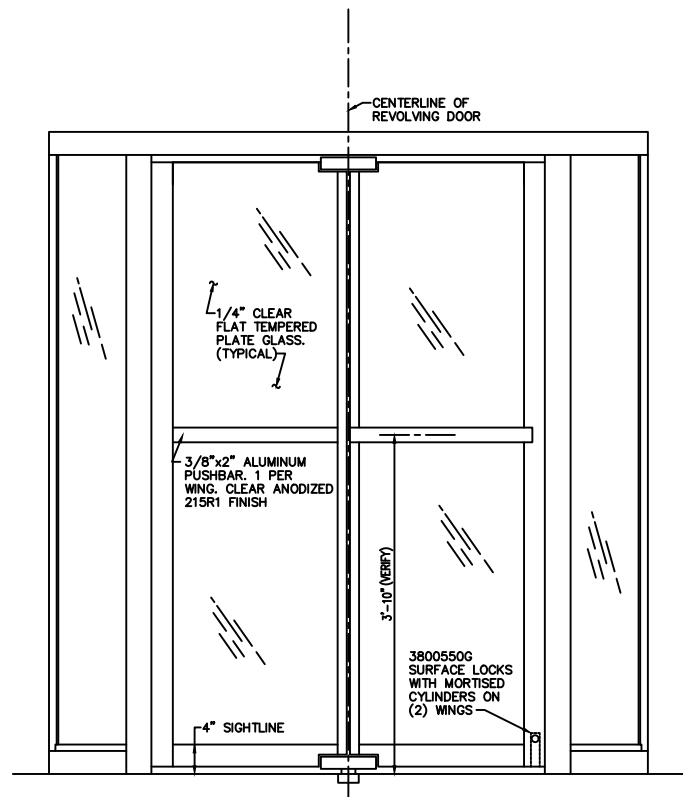 CENTERLINE OF
REVOLVING DOOR
1/4" CLEAR
FLAT TEMPERED
PLATE GLASS.
(TYPICAL)
3/8"x2" ALUMINUM
PUSHBAR. 1 PER
WING. CLEAR ANODIZED
215R1 FINISH
3'-10" (VERIFY)
3800550G
SURFACE LOCKS
WITH MORTISED
CYLINDERS ON
(2) WINGS
4" SIGHTLINE